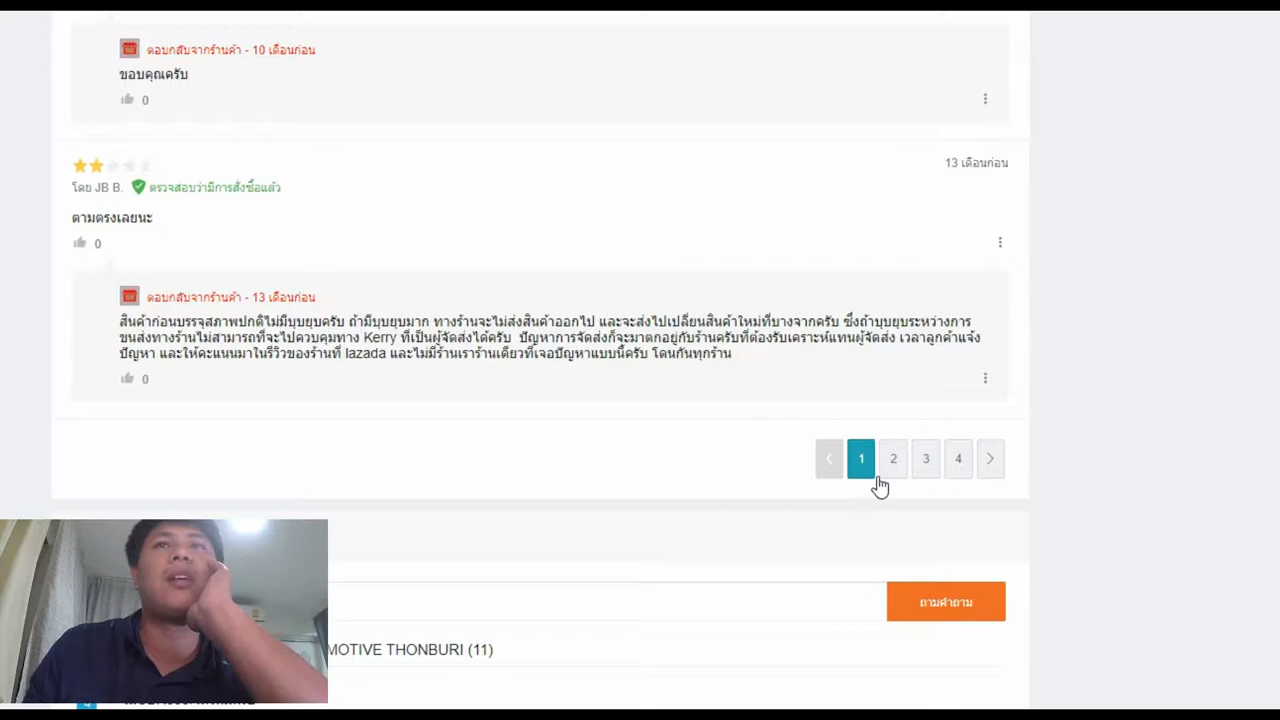 ตอบกลับจากร้านค้า - 10 เดือนก่อน
ขอบคุณครับ
0
13 เดือนก่อน
โดย JB B. ตรวจสอบว่ามีการสั่งซื้อแล้ว
ตามตรงเลยนะ
0
ตอบกลับจากร้านค้า - 13 เดือนก่อน
สินค้าก่อนบรรจุสภาพปกติไม่มีบุบยุบครับ ถ้ามีบุบยุบมาก ทางร้านจะไม่ส่งสินค้าออกไป และจะส่งไปเปลี่ยนสินค้าใหม่ที่บางจากครับ ซึ่งถ้าบุบยุบระหว่างการ
ขนส่งทางร้านไม่สามารถที่จะไปควบคุมทาง Kerry ที่เป็นผู้จัดส่งได้ครับ ปัญหาการจัดส่งก็จะมาตกอยู่กับร้านครับที่ต้องรับเคราะห์แทนผู้จัดส่ง เวลาลูกค้าแจ้ง
ปัญหา และให้คะแนนมาในรีวิวของร้านที่ lazada และไม่มีร้านเราร้านเดียวที่เจอปัญหาแบบนี้ครับ โดนกันทุกร้าน
0
1 2 3 4
ถามคำถาม
MOTIVE THONBURI (11)